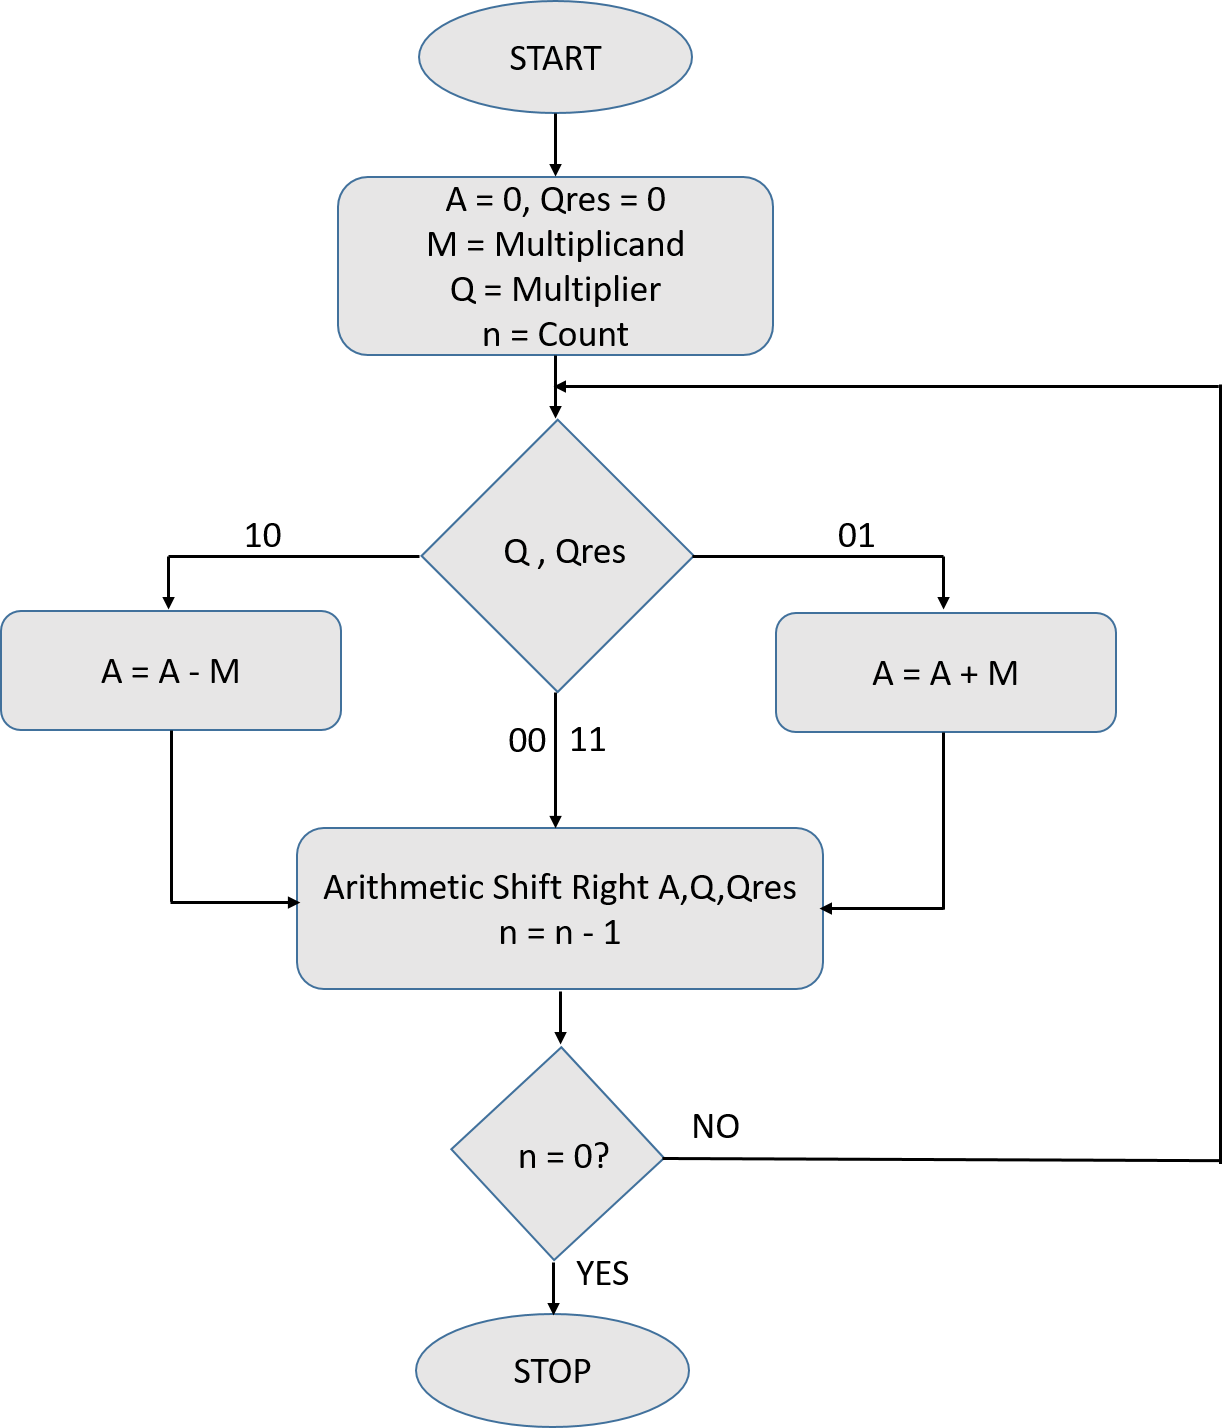 START
A = 0, Qres = 0
M = Multiplicand
Q = Multiplier
n = Count
10
01
Q , Qres
A = A - M
A = A + M
00
11
Arithmetic Shift Right A,Q,Qres
n = n - 1
NO
n = 0?
YES
STOP